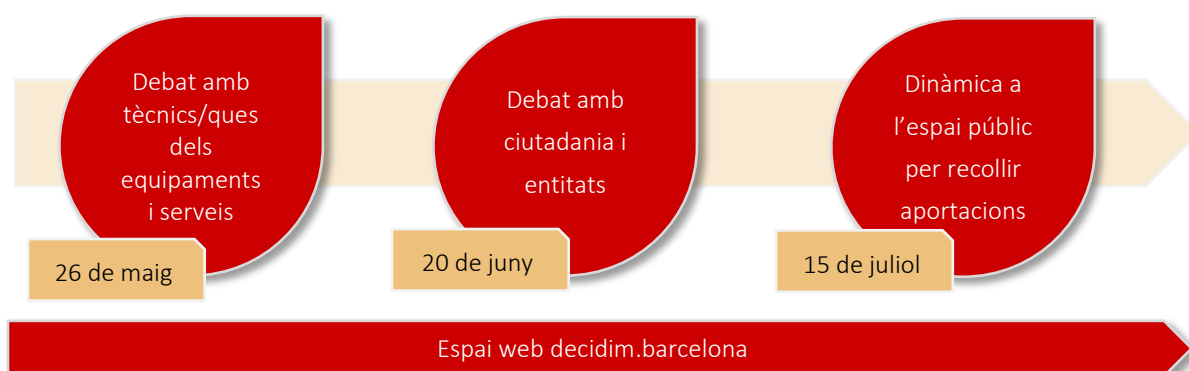 Debat amb
tècnics/ques
dels
equipaments
i serveis
26 de maig
Debat amb
ciutadania i
entitats
20 de juny
Dinàmica a
l’espai públic
per recollir
aportacions
15 de juliol
Espai web decidim.barcelona